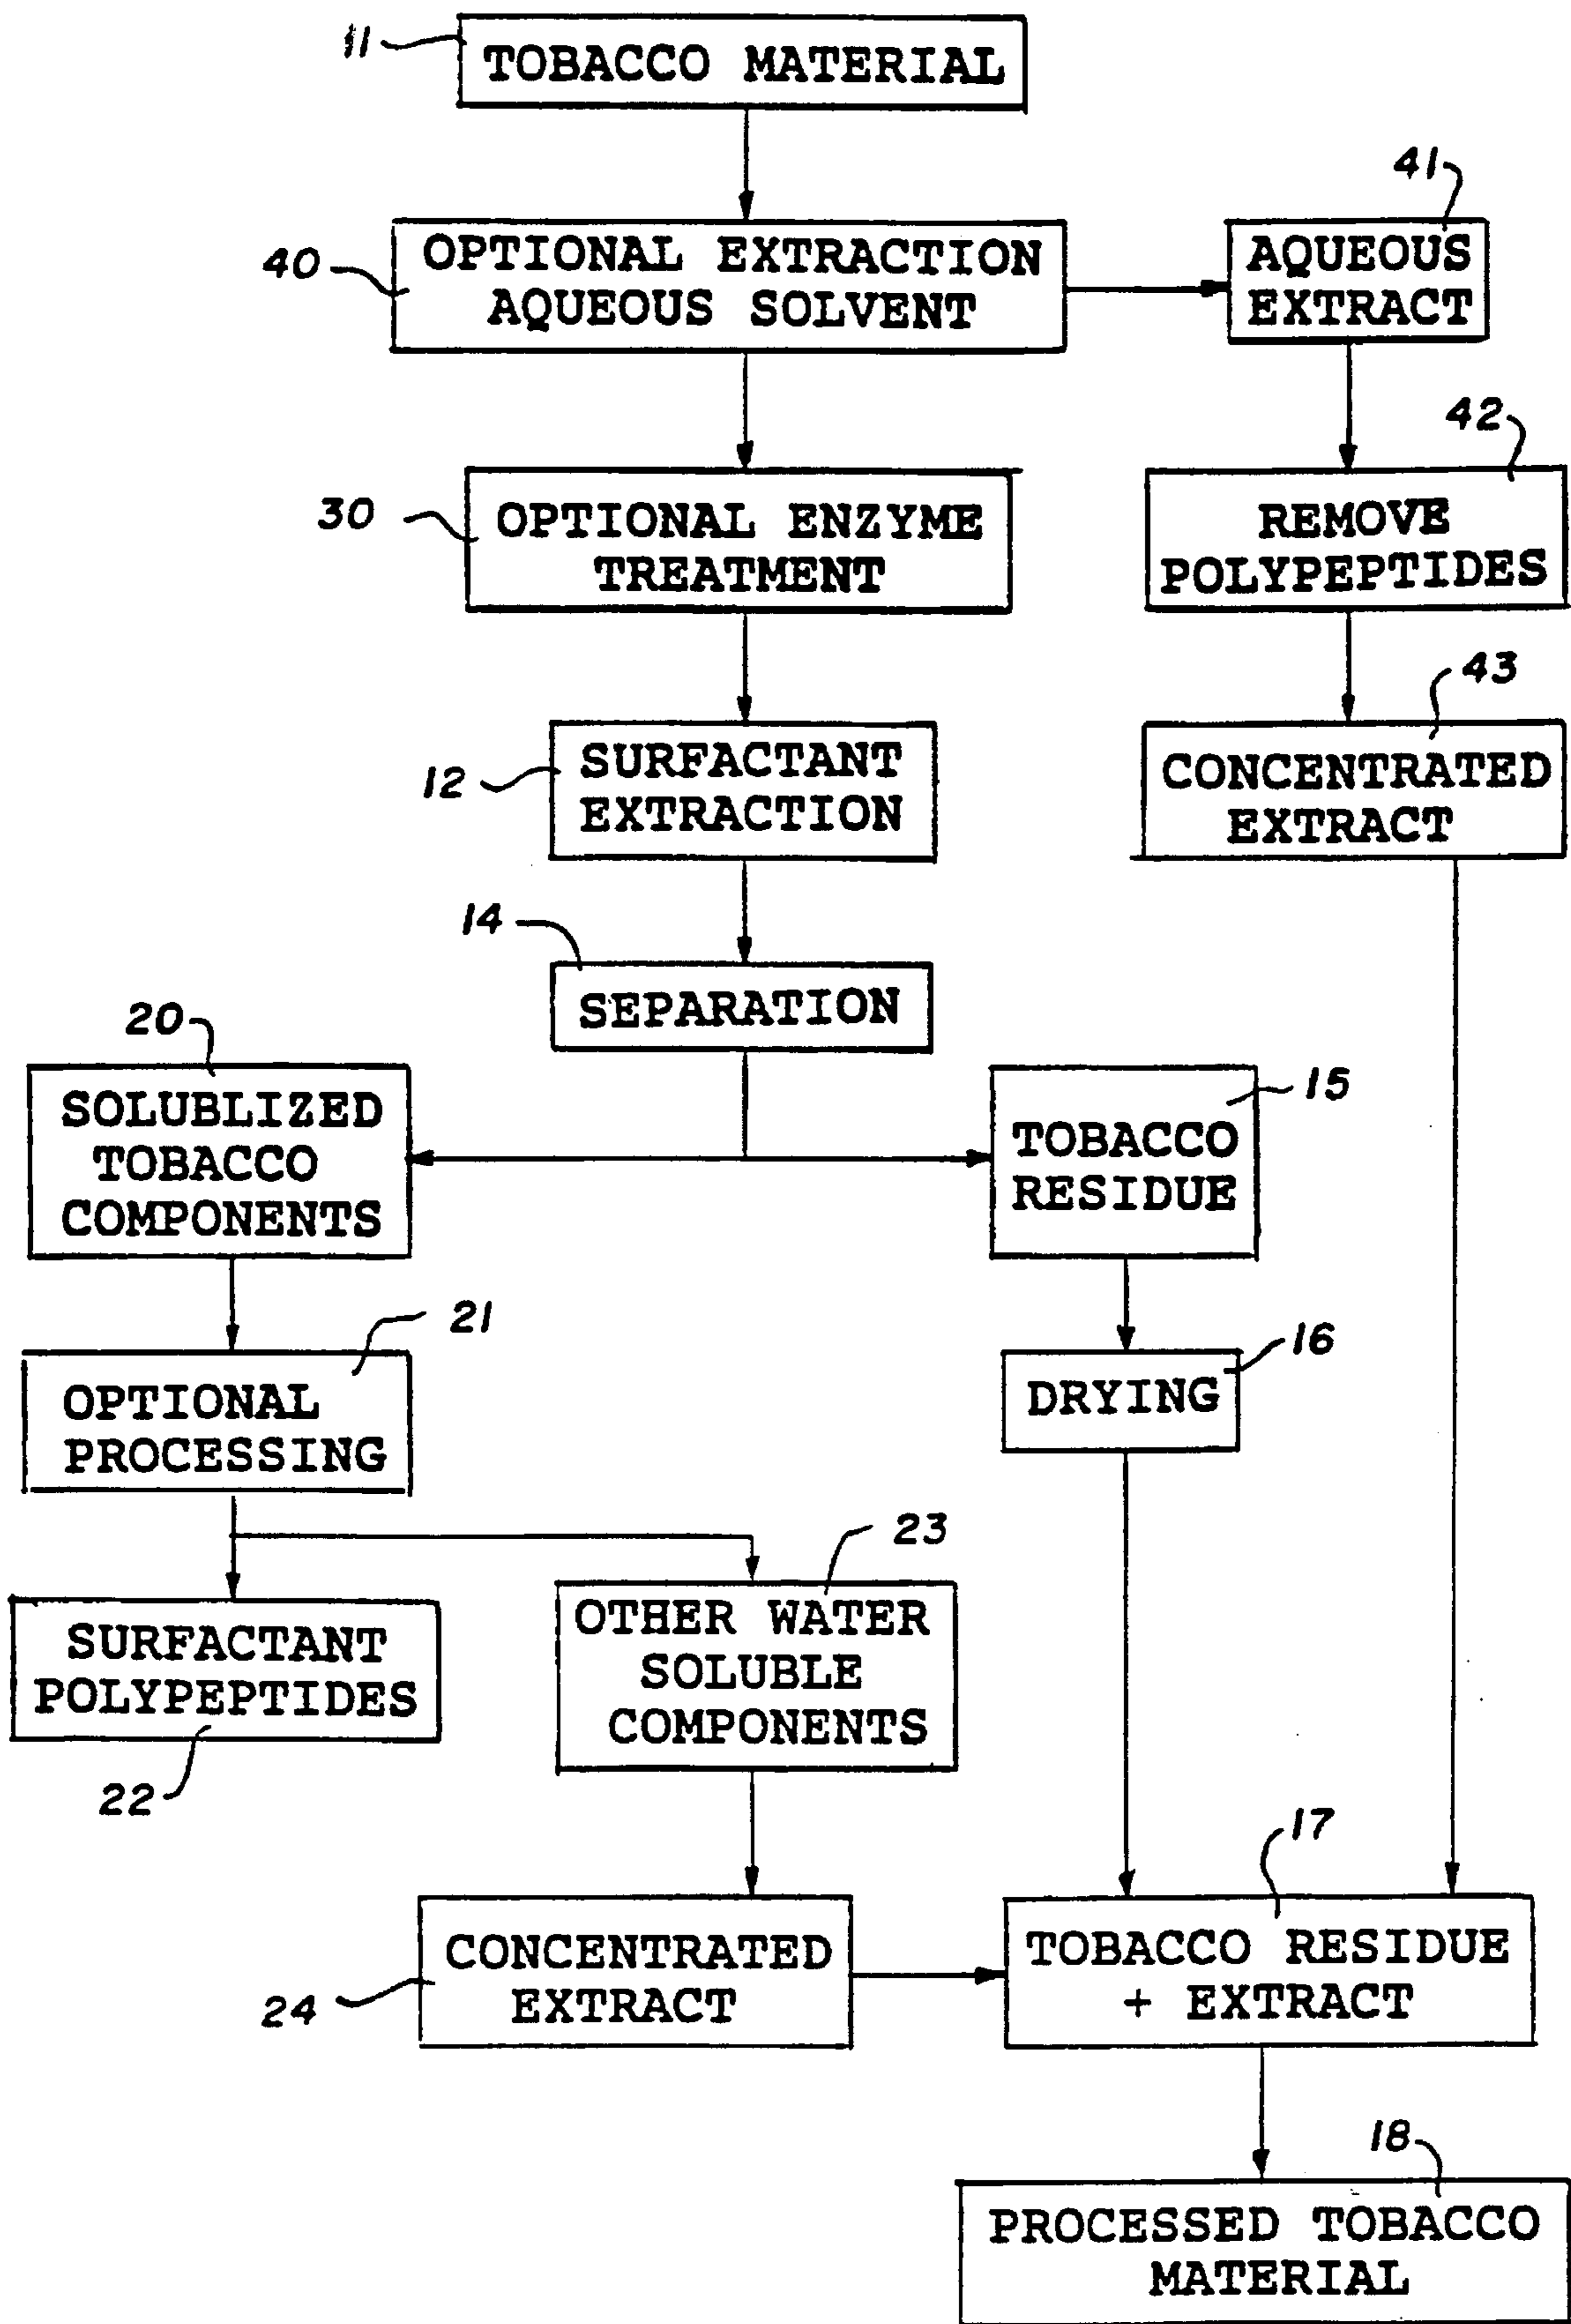 11
TOBACCO MATERIAL
41
40
OPTIONAL EXTRACTION
AQUEOUS SOLVENT
AQUEOUS
EXTRACT
42
30
OPTIONAL ENZYME
TREATMENT
REMOVE
POLYPEPTIDES
43
12
SURFACTANT
EXTRACTION
CONCENTRATED
EXTRACT
14
SEPARATION
20
SOLUBLIZED
TOBACCO
COMPONENTS
15
TOBACCO
RESIDUE
21
OPTIONAL
PROCESSING
16
DRYING
23
SURFACTANT
POLYPEPTIDES
22
OTHER WATER
SOLUBLE
COMPONENTS
17
24
CONCENTRATED
EXTRACT
TOBACCO RESIDUE
+ EXTRACT
18
PROCESSED TOBACCO
MATERIAL